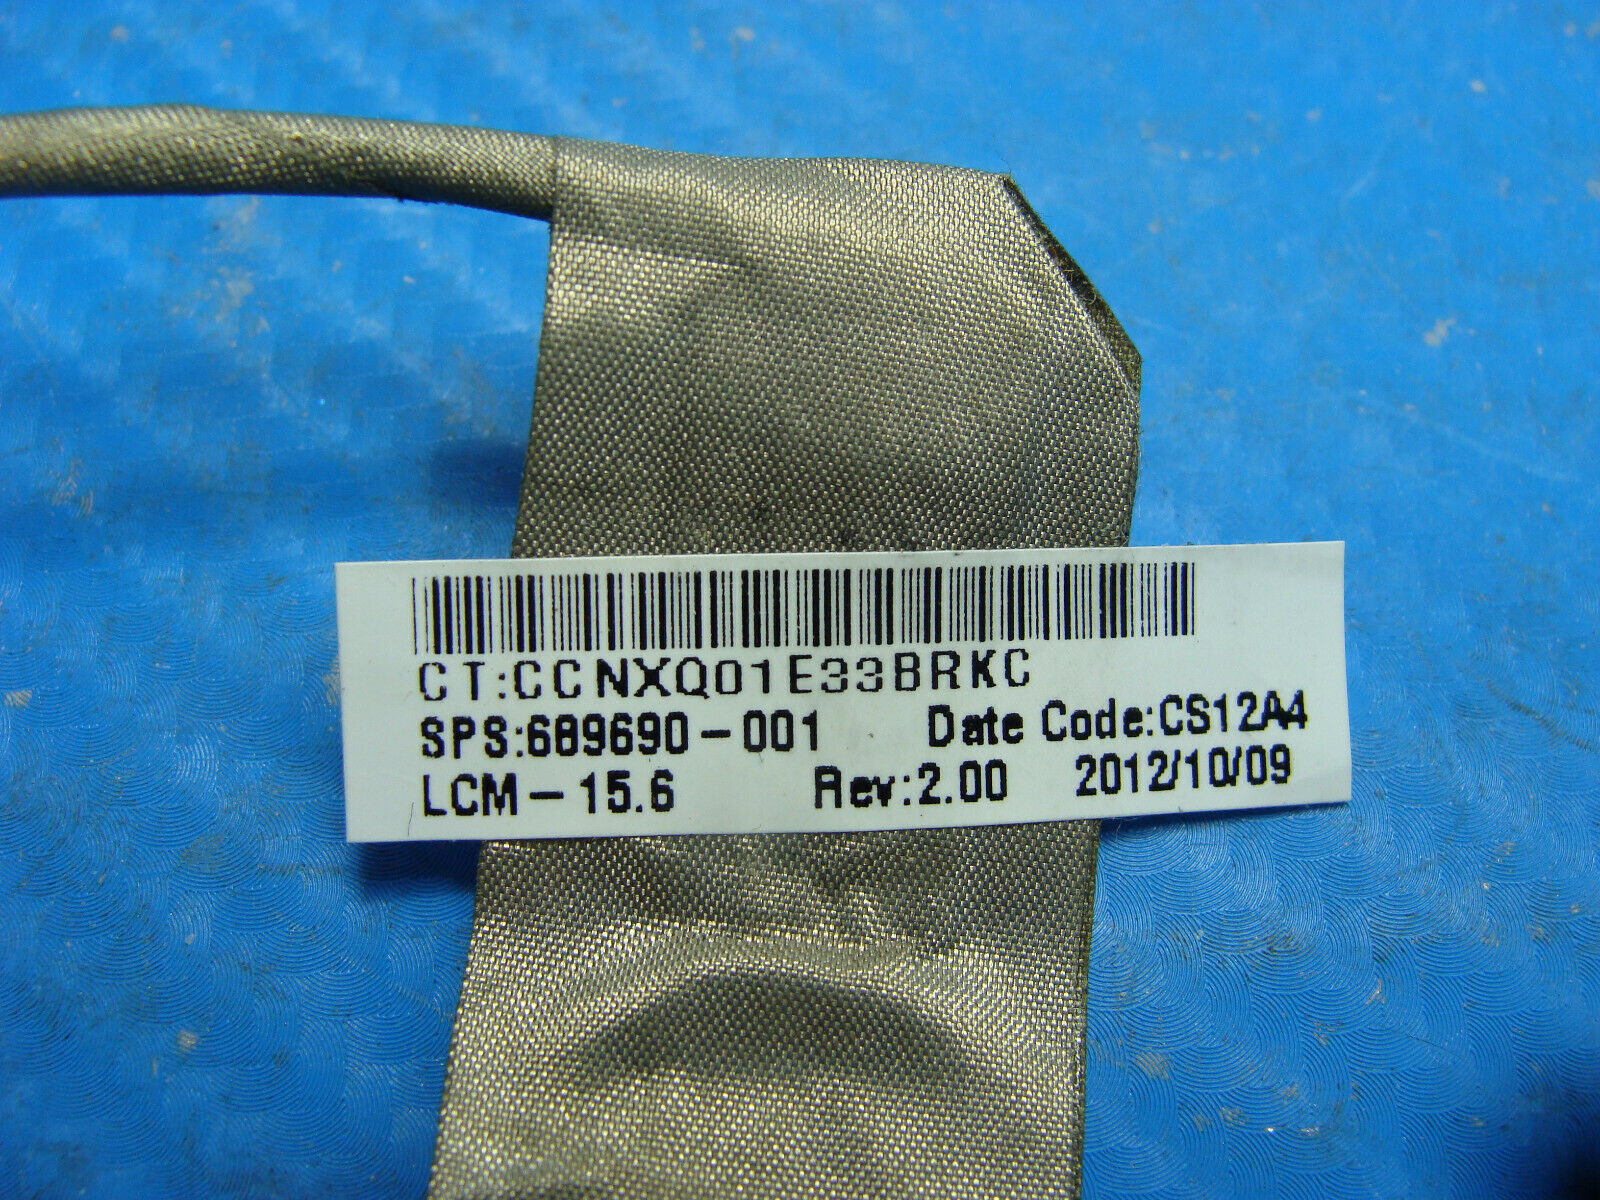 CT:CCNXQ01E33BRKC
SPS:689690-001 Date Code:CS12A4
LCM-15.6 Rev:2.00 2012/10/09